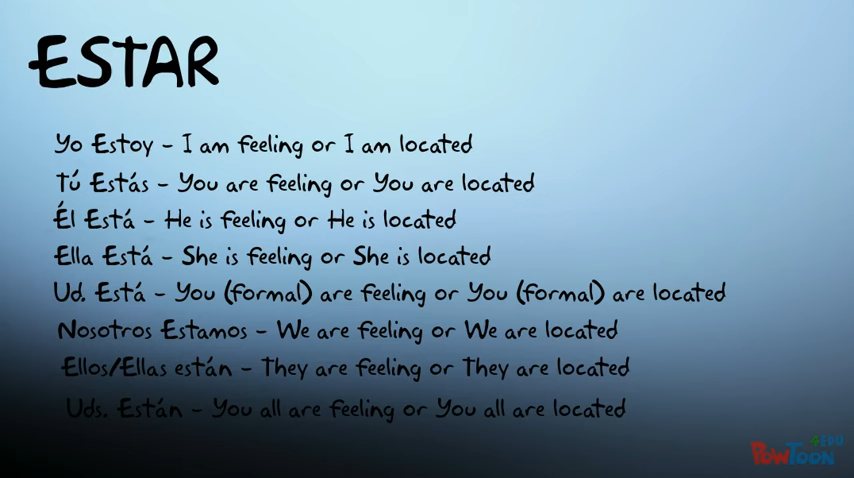 ESTAR
Yo Estoy - I am feeling or I am located
Tú Estás - You are feeling or You are located
Él Está - He is feeling or He is located
Ella Está - She is feeling or She is located
Ud. Está - You (formal) are feeling or You (formal) are located
Nosotros Estamos - We are feeling or We are located
Ellos/Ellas están - They are feeling or They are located
Uds. Están - You all are feeling or You all are located
4EDU
POWTOON